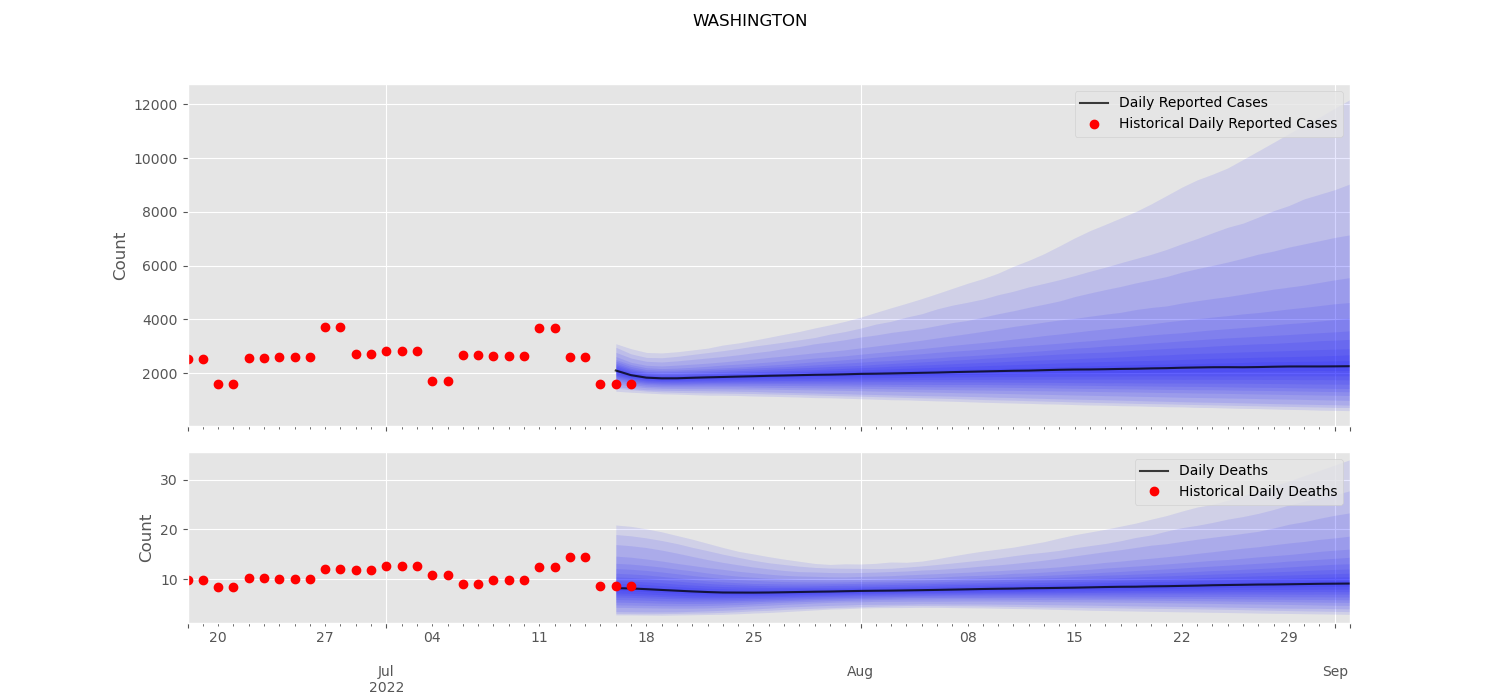 WASHINGTON
12000
10000
8000
6000
4000
2000
Count
Daily Reported Cases
Historical Daily Reported Cases
30
20
10
Count
Daily Deaths
Historical Daily Deaths
20 27 04 11 18 25 08 15 22 29
Jul Aug Sep
2022